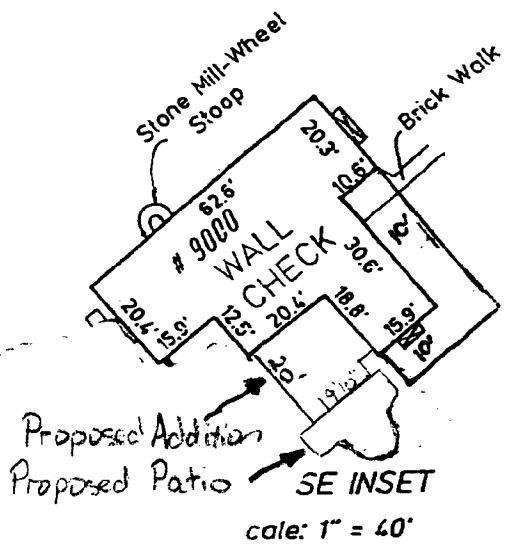 Stone Mill-Wheel
Stoop
Brick Walk
20.3'
10.6'
62.6'
# 9000
WALL
CHECK
30.6'
10'
20.4'
15.9'
12.5'
20.4'
18.8'
15.9'
10'
20'
Proposed Addition
Proposed Patio
SE INSET
cale: 1" = 40'